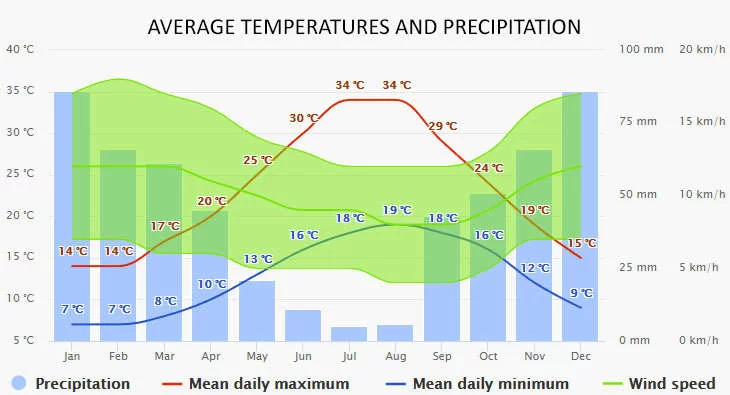 AVERAGE TEMPERATURES AND PRECIPITATION
40 °C 100 mm 20 km/h
35 °C 34 °C 34 °C
30 °C 30 °C 29 °C 75 mm 15 km/h
25 °C 25 °C 24 °C
20 °C 17 °C 20 °C 18 °C 19 °C 18 °C 19 °C 50 mm 10 km/h
15 °C 14 °C 14 °C 13 °C 16 °C 16 °C 15 °C 25 mm 5 km/h
10 °C 7 °C 7 °C 8 °C 10 °C 12 °C 9 °C
5 °C 0 mm 0 km/h
Jan Feb Mar Apr May Jun Jul Aug Sep Oct Nov Dec
Precipitation Mean daily maximum Mean daily minimum Wind speed